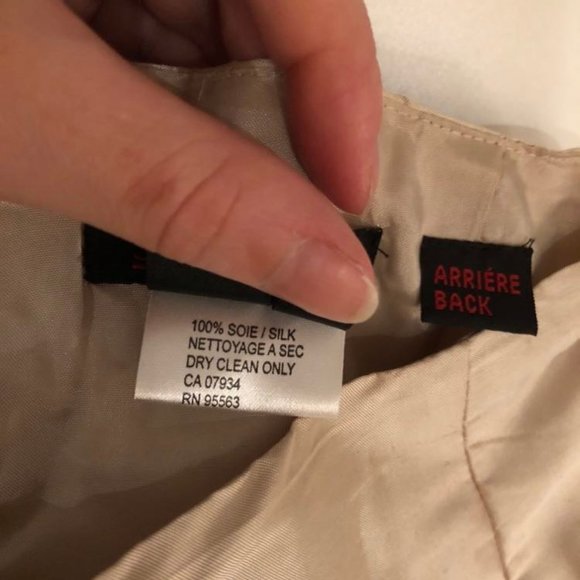 100% SOIE / SILK
NETTOYAGE A SEC
DRY CLEAN ONLY
CA 07934
RN 95563
ARRIÉRE
BACK